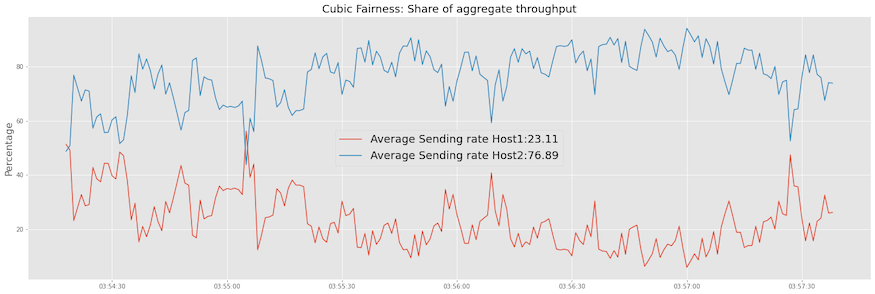 Cubic Fairness: Share of aggregate throughput
Percentage
80
60
40
20
Average Sending rate Host1:23.11
Average Sending rate Host2:76.89
03:54:30
03:55:00
03:55:30
03:56:00
03:56:30
03:57:00
03:57:30